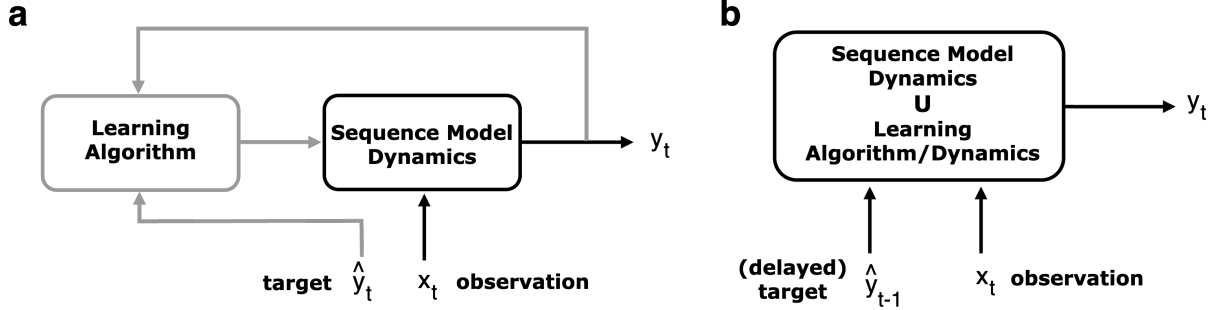 a
Learning
Algorithm
Sequence Model
Dynamics
y_t
target ŷ_t x_t observation
b
Sequence Model
Dynamics
U
Learning
Algorithm/Dynamics
y_t
(delayed)
target ŷ_t-1 x_t observation